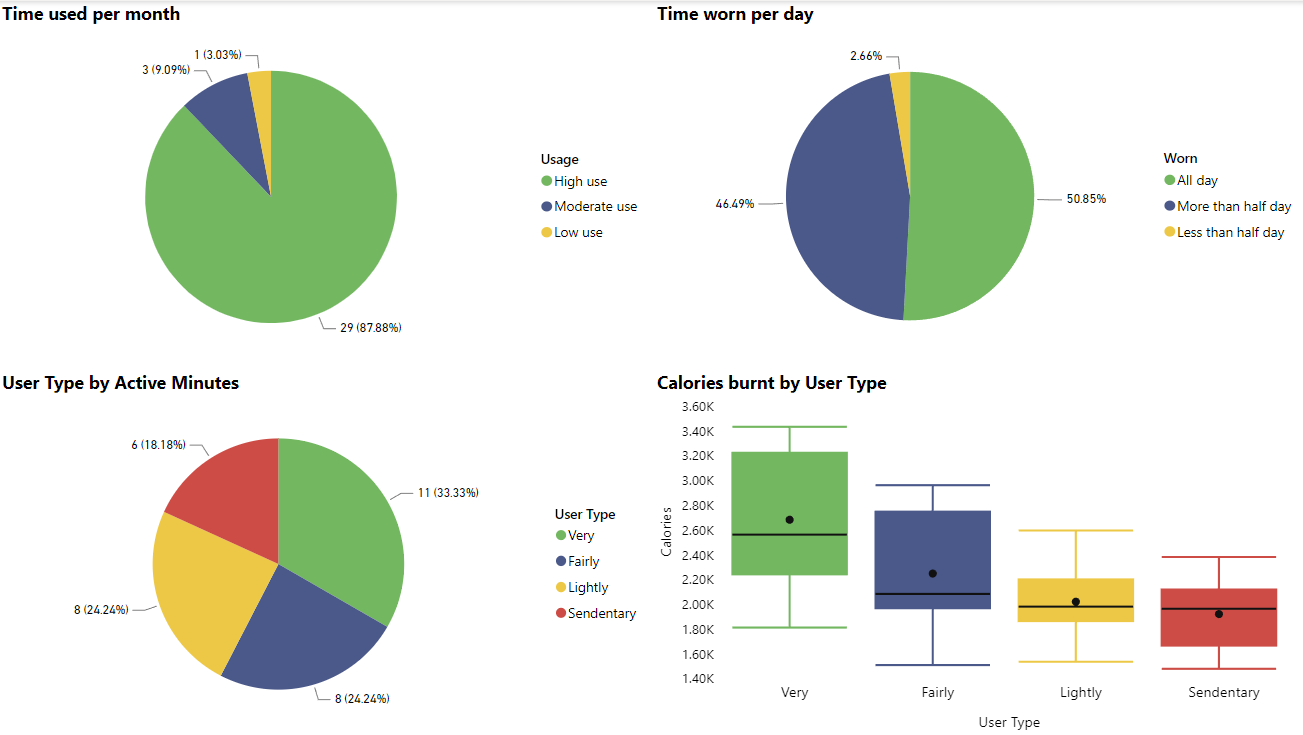 Time used per month
1 (3.03%)
3 (9.09%)
29 (87.88%)
Usage
High use
Moderate use
Low use
Time worn per day
2.66%
46.49%
50.85%
Worn
All day
More than half day
Less than half day
User Type by Active Minutes
6 (18.18%)
11 (33.33%)
8 (24.24%)
8 (24.24%)
User Type
Very
Fairly
Lightly
Sendentary
Calories burnt by User Type
Calories
3.60K
3.40K
3.20K
3.00K
2.80K
2.60K
2.40K
2.20K
2.00K
1.80K
1.60K
1.40K
Very Fairly Lightly Sendentary
User Type